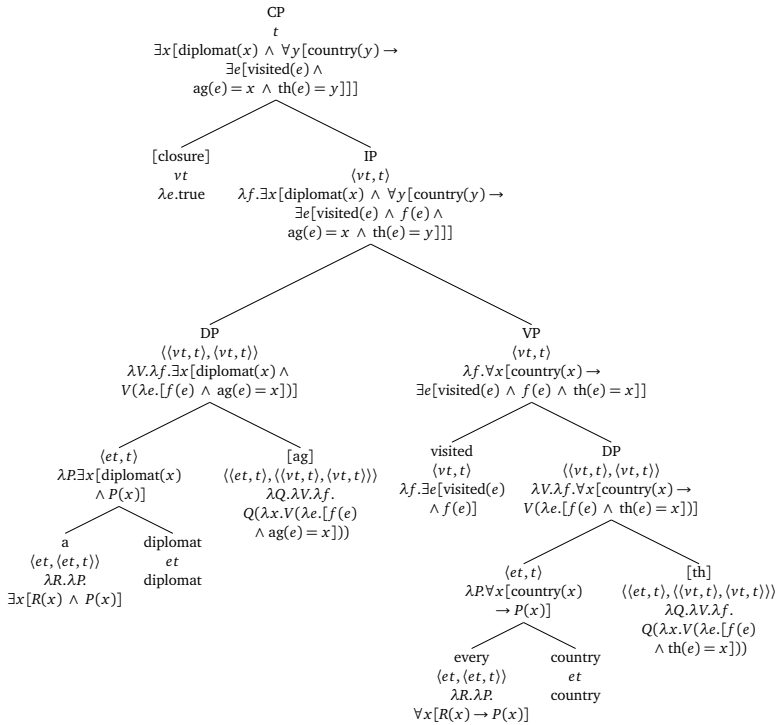 CP
t
∃x[diplomat(x) ∧ ∀y[country(y) →
∃e[visited(e) ∧
ag(e) = x ∧ th(e) = y]]]
[closure]
vt
λe.true
IP
⟨vt, t⟩
λf.∃x[diplomat(x) ∧ ∀y[country(y) →
∃e[visited(e) ∧ f(e) ∧
ag(e) = x ∧ th(e) = y]]]
DP
⟨⟨vt, t⟩, ⟨vt, t⟩⟩
λV.λf.∃x[diplomat(x) ∧
V(λe.[f(e) ∧ ag(e) = x])]
VP
⟨vt, t⟩
λf.∀x[country(x) →
∃e[visited(e) ∧ f(e) ∧ th(e) = x]]
⟨et, t⟩
λP.∃x[diplomat(x)
∧ P(x)]
[ag]
⟨⟨et, t⟩, ⟨⟨vt, t⟩, ⟨vt, t⟩⟩⟩
λQ.λV.λf.
Q(λx.V(λe.[f(e)
∧ ag(e) = x]))
visited
⟨vt, t⟩
λf.∃e[visited(e)
∧ f(e)]
DP
⟨⟨vt, t⟩, ⟨vt, t⟩⟩
λV.λf.∀x[country(x) →
V(λe.[f(e) ∧ th(e) = x])]
a
⟨et, ⟨et, t⟩⟩
λR.λP.
∃x[R(x) ∧ P(x)]
diplomat
et
diplomat
⟨et, t⟩
λP.∀x[country(x)
→ P(x)]
[th]
⟨⟨et, t⟩, ⟨⟨vt, t⟩, ⟨vt, t⟩⟩⟩
λQ.λV.λf.
Q(λx.V(λe.[f(e)
∧ th(e) = x]))
every
⟨et, ⟨et, t⟩⟩
λR.λP.
∀x[R(x) → P(x)]
country
et
country